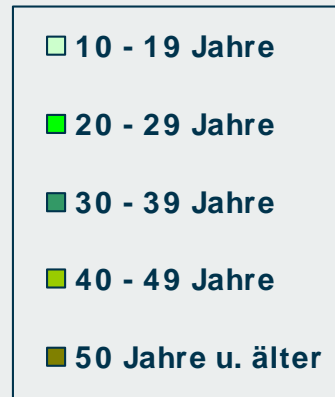 10 - 19 Jahre
20 - 29 Jahre
30 - 39 Jahre
40 - 49 Jahre
50 Jahre u. älter